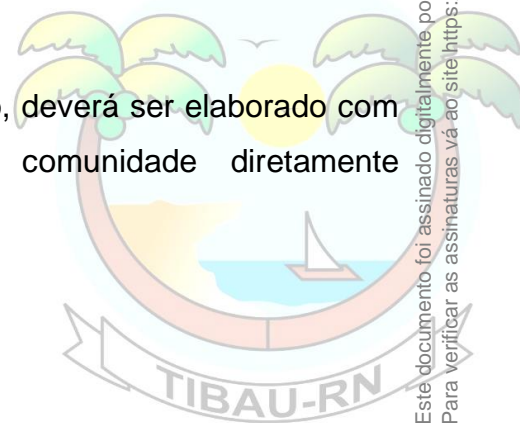 o, deverá ser elaborado com
comunidade diretamente
TIBAU-RN
Este documento foi assinado digitalmente po
Para verificar as assinaturas vá ao site https: